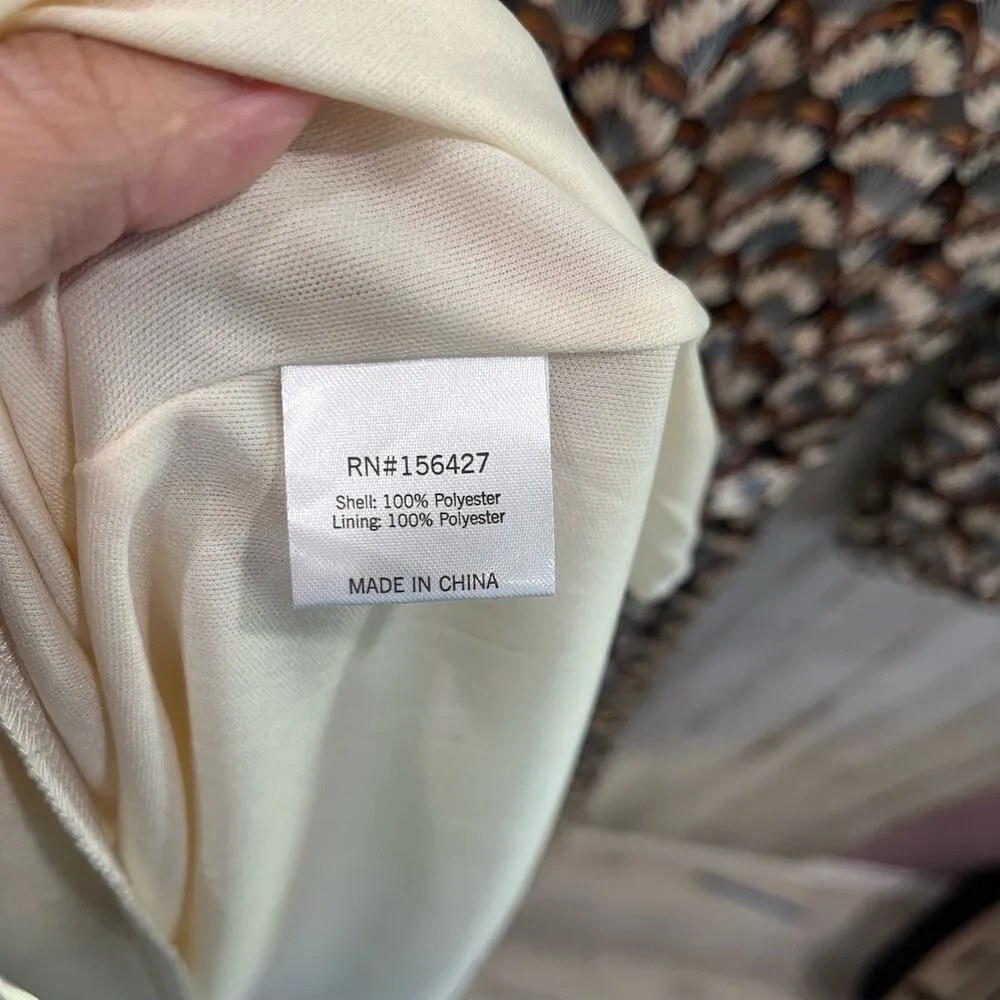 RN#156427
Shell: 100% Polyester
Lining: 100% Polyester
MADE IN CHINA